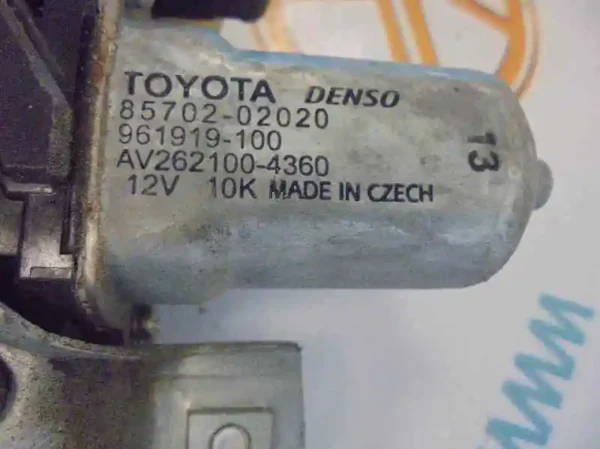 TOYOTA DENSO
85702-02020
961919-100
AV262100-4360
12V 10K MADE IN CZECH
13